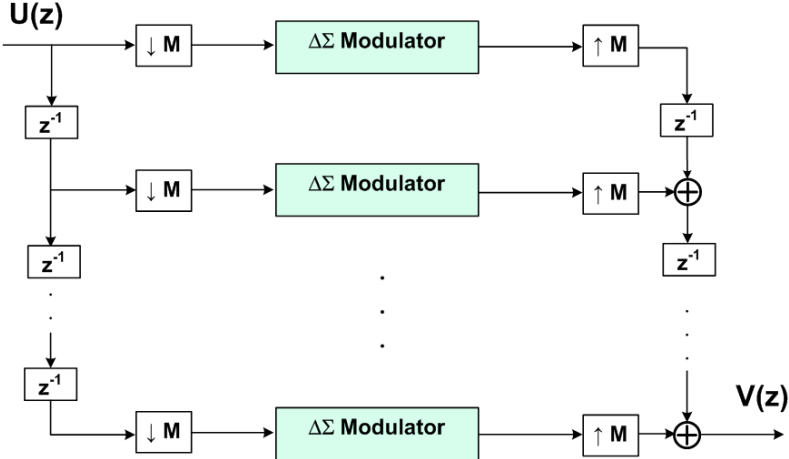 U(z)
↓ M
ΔΣ Modulator
↑ M
z-1
z-1
↓ M
ΔΣ Modulator
↑ M
z-1
z-1
z-1
↓ M
ΔΣ Modulator
↑ M
V(z)